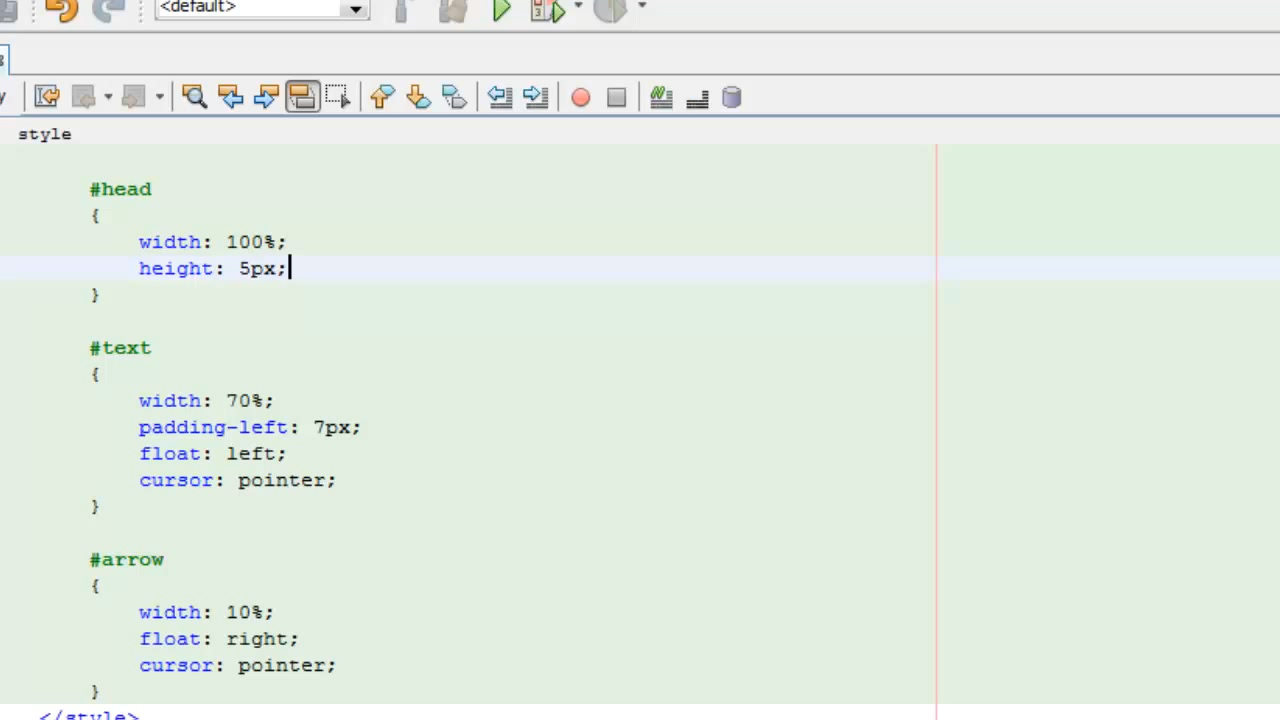 <default>
style
#head
{
width: 100%;
height: 5px;
}
#text
{
width: 70%;
padding-left: 7px;
float: left;
cursor: pointer;
}
#arrow
{
width: 10%;
float: right;
cursor: pointer;
}
</style>